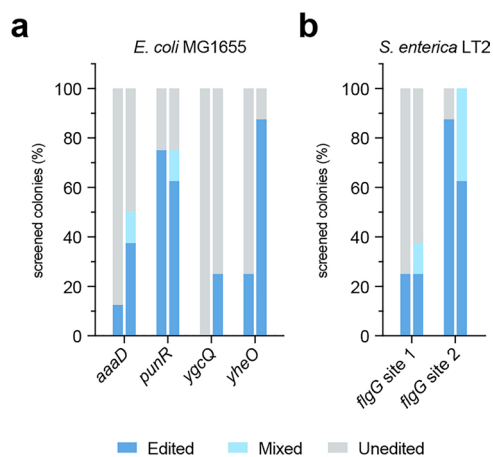 a
E. coli MG1655
screened colonies (%)
100
80
60
40
20
0
aaaD
punR
ygcQ
yheO
b
S. enterica LT2
screened colonies (%)
100
80
60
40
20
0
flgG site 1
flgG site 2
Edited
Mixed
Unedited